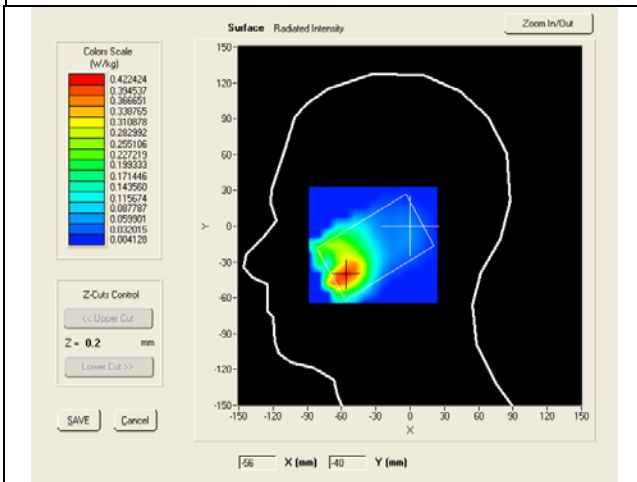 Surface Radiated Intensity
Zoom In/Out
Colors Scale
(W/kg)
0.422424
0.394537
0.366651
0.338765
0.310878
0.282992
0.255106
0.227219
0.199333
0.171446
0.143560
0.115674
0.087787
0.059901
0.032015
0.004128
Z-Cuts Control
<< Upper Cut
Z = 0.2 mm
Lower Cut >>
SAVE Cancel
150
120
90
60
30
0
-30
-60
-90
-120
-150
Y
-150 -120 -90 -60 -30 0 30 60 90 120 150
X
-56 X (mm) -40 Y (mm)